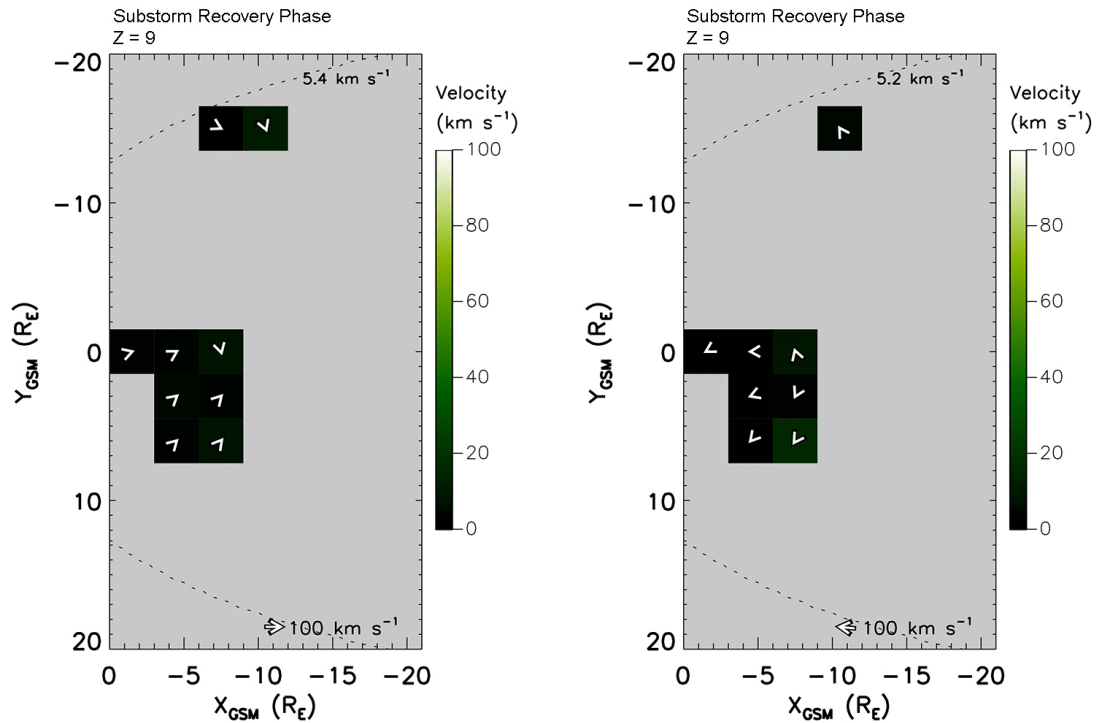 Substorm Recovery Phase
Z = 9
−20
−10
0
10
20
0
−5
−10
−15
−20
X_GSM (R_E)
Y_GSM (R_E)
5.4 km s⁻¹
100 km s⁻¹
Velocity
(km s⁻¹)
100
80
60
40
20
0
Substorm Recovery Phase
Z = 9
−20
−10
0
10
20
0
−5
−10
−15
−20
X_GSM (R_E)
Y_GSM (R_E)
5.2 km s⁻¹
100 km s⁻¹
Velocity
(km s⁻¹)
100
80
60
40
20
0